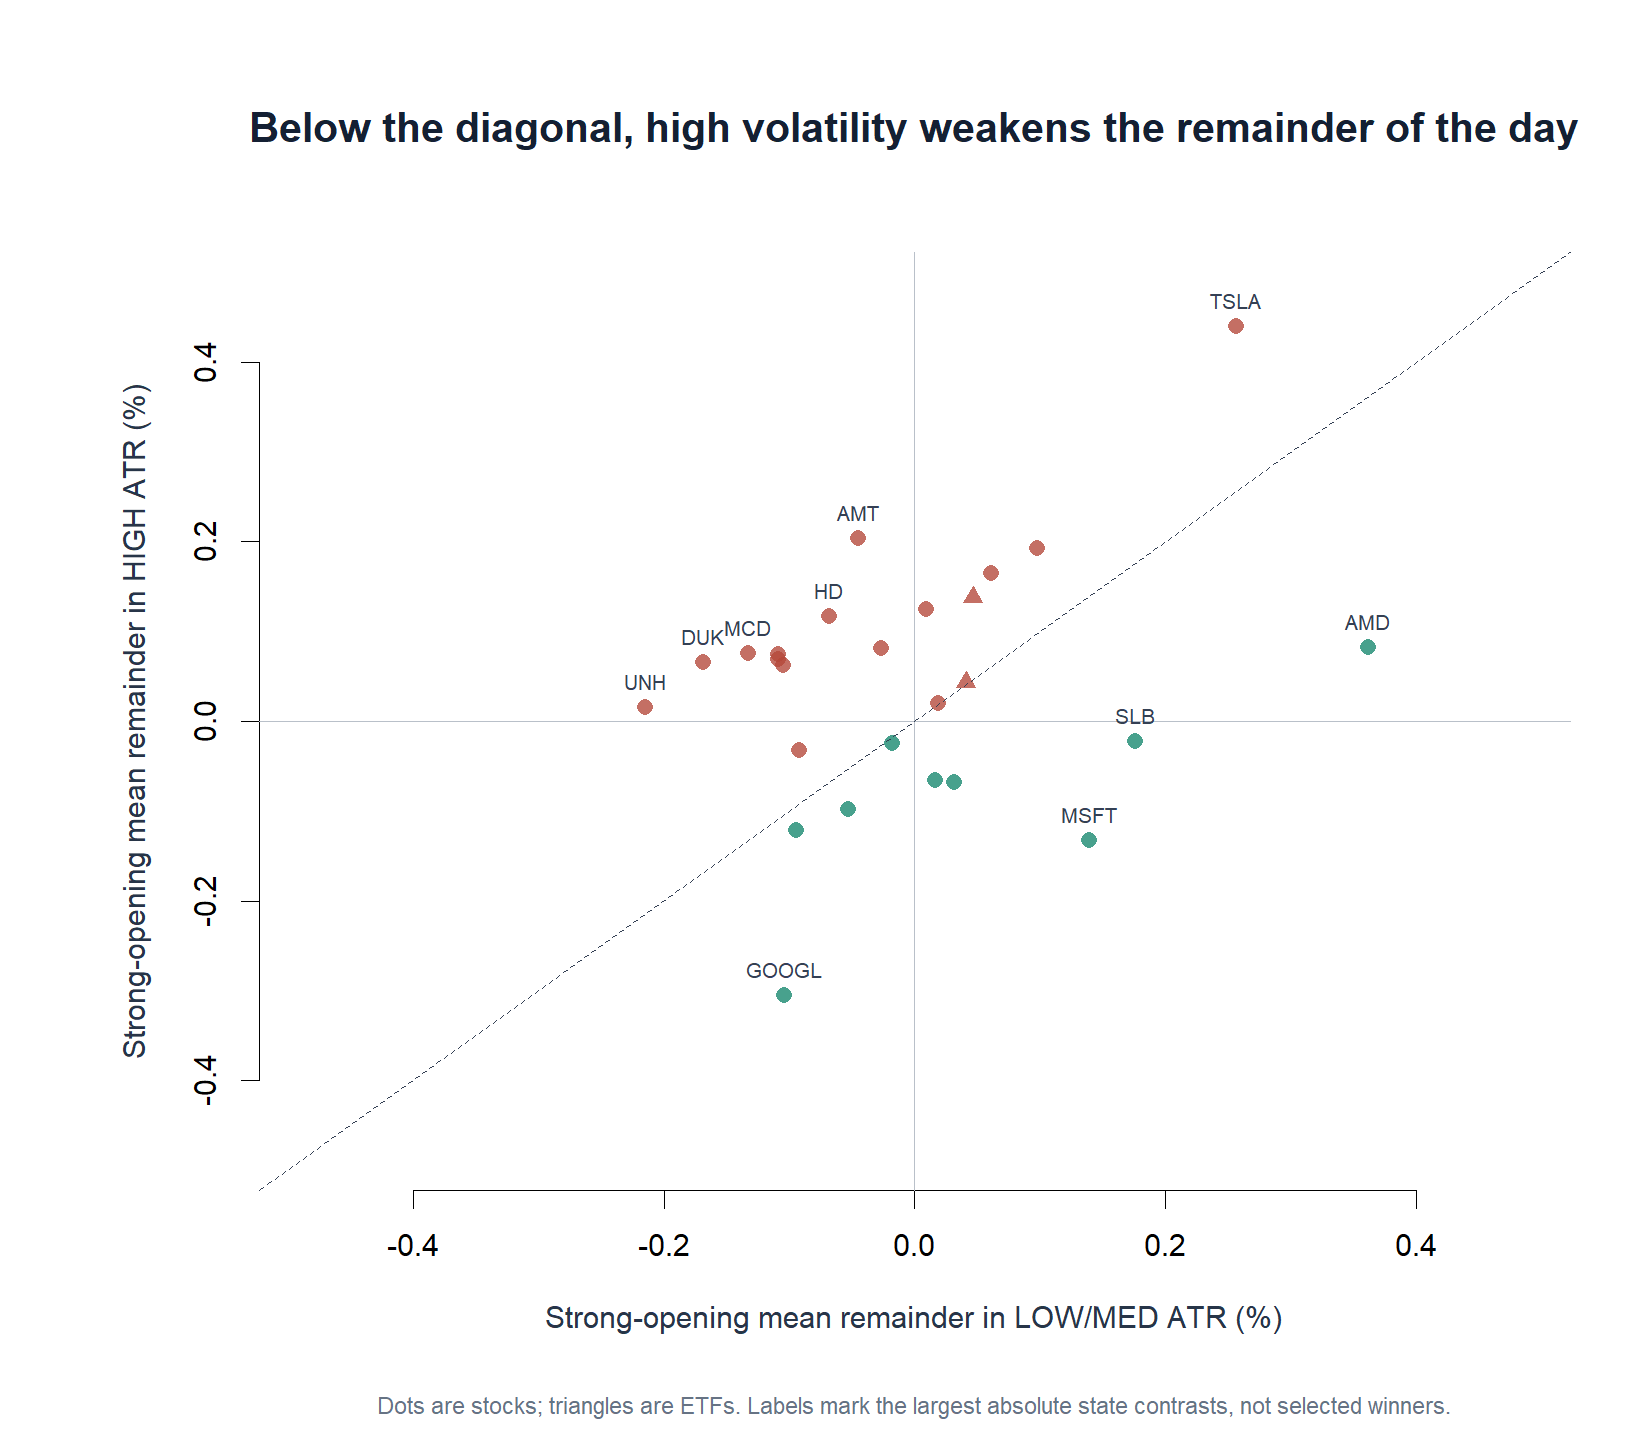 Below the diagonal, high volatility weakens the remainder of the day
Strong-opening mean remainder in HIGH ATR (%)
0.4
0.2
0.0
-0.2
-0.4
TSLA
AMT
HD
MCD
DUK
UNH
AMD
SLB
MSFT
GOOGL
-0.4
-0.2
0.0
0.2
0.4
Strong-opening mean remainder in LOW/MED ATR (%)
Dots are stocks; triangles are ETFs. Labels mark the largest absolute state contrasts, not selected winners.